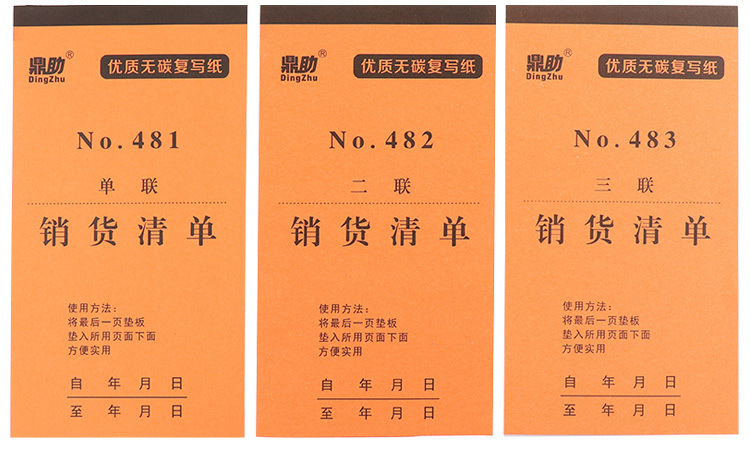 鼎助®
DingZhu
优质无碳复写纸
No.481
单 联
销货清单
使用方法：
将最后一页垫板
垫入所用页面下面
方便实用
自 年 月 日
至 年 月 日
鼎助®
DingZhu
优质无碳复写纸
No.482
二 联
销货清单
使用方法：
将最后一页垫板
垫入所用页面下面
方便实用
自 年 月 日
至 年 月 日
鼎助®
DingZhu
优质无碳复写纸
No.483
三 联
销货清单
使用方法：
将最后一页垫板
垫入所用页面下面
方便实用
自 年 月 日
至 年 月 日